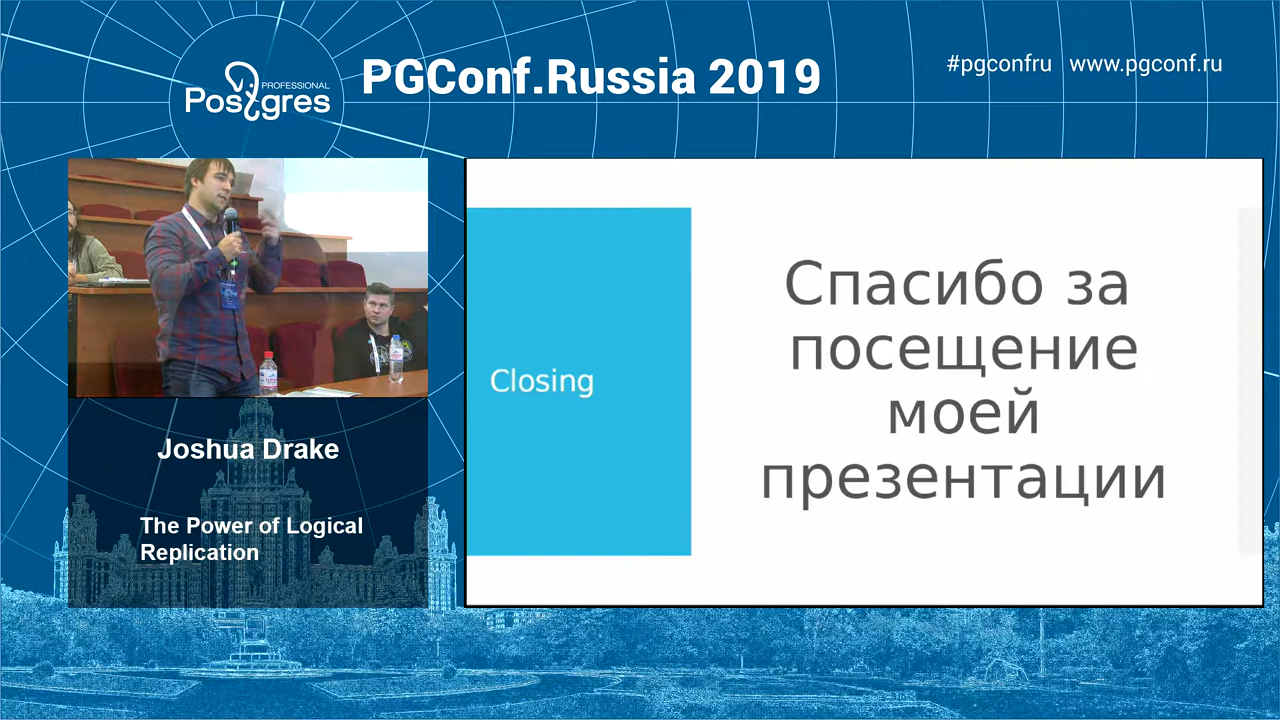 PROFESSIONAL
Postgres
PGConf.Russia 2019
#pgconfru www.pgconf.ru
Joshua Drake
The Power of Logical
Replication
Closing
Спасибо за
посещение
моей
презентации